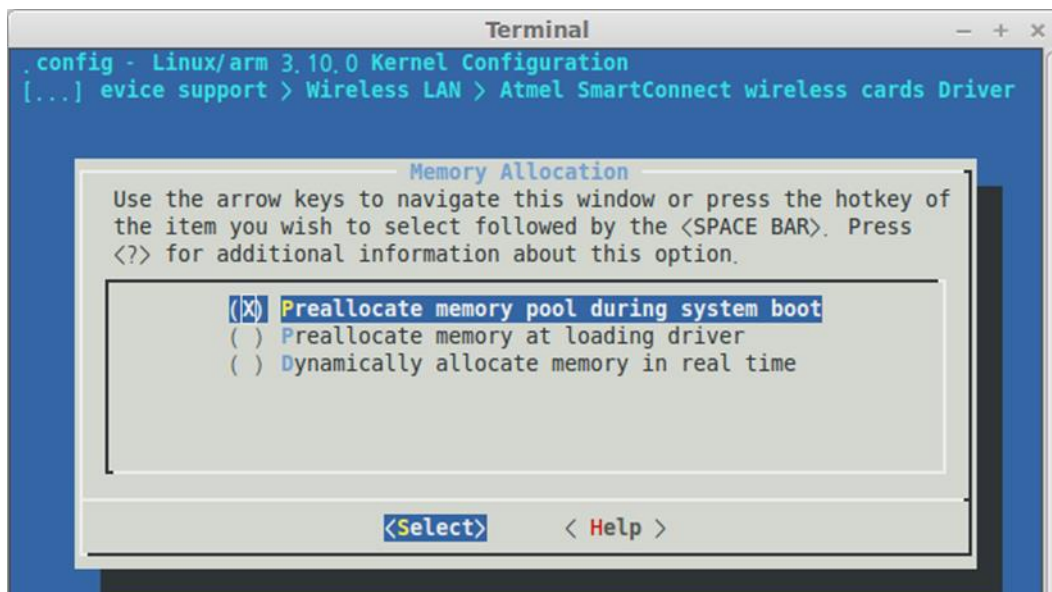 Terminal
.config - Linux/arm 3.10.0 Kernel Configuration
[...] evice support > Wireless LAN > Atmel SmartConnect wireless cards Driver
Memory Allocation
Use the arrow keys to navigate this window or press the hotkey of
the item you wish to select followed by the <SPACE BAR>. Press
<?> for additional information about this option.
(X) Preallocate memory pool during system boot
( ) Preallocate memory at loading driver
( ) Dynamically allocate memory in real time
<Select> < Help >